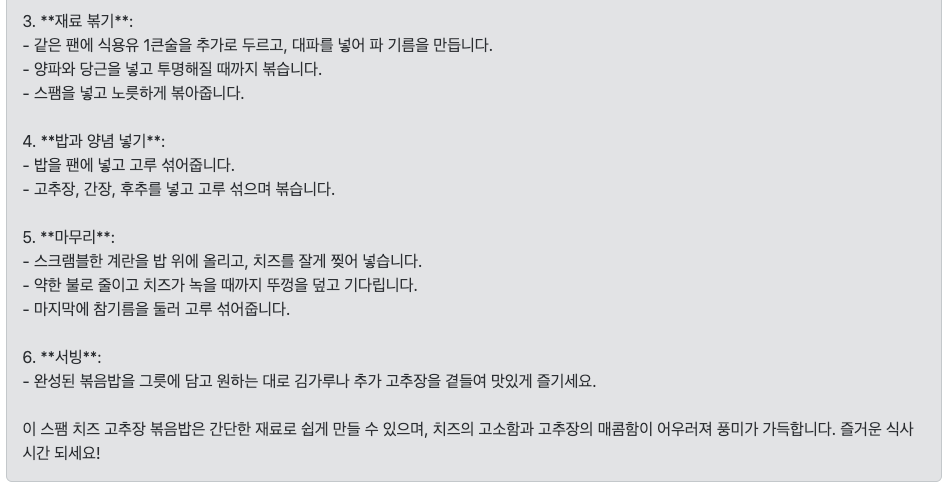 3. **재료 볶기**:
- 같은 팬에 식용유 1큰술을 추가로 두르고, 대파를 넣어 파 기름을 만듭니다.
- 양파와 당근을 넣고 투명해질 때까지 볶습니다.
- 스팸을 넣고 노릇하게 볶아줍니다.
4. **밥과 양념 넣기**:
- 밥을 팬에 넣고 고루 섞어줍니다.
- 고추장, 간장, 후추를 넣고 고루 섞으며 볶습니다.
5. **마무리**:
- 스크램블한 계란을 밥 위에 올리고, 치즈를 잘게 찢어 넣습니다.
- 약한 불로 줄이고 치즈가 녹을 때까지 뚜껑을 덮고 기다립니다.
- 마지막에 참기름을 둘러 고루 섞어줍니다.
6. **서빙**:
- 완성된 볶음밥을 그릇에 담고 원하는 대로 김가루나 추가 고추장을 곁들여 맛있게 즐기세요.
이 스팸 치즈 고추장 볶음밥은 간단한 재료로 쉽게 만들 수 있으며, 치즈의 고소함과 고추장의 매콤함이 어우러져 풍미가 가득합니다. 즐거운 식사
시간 되세요!